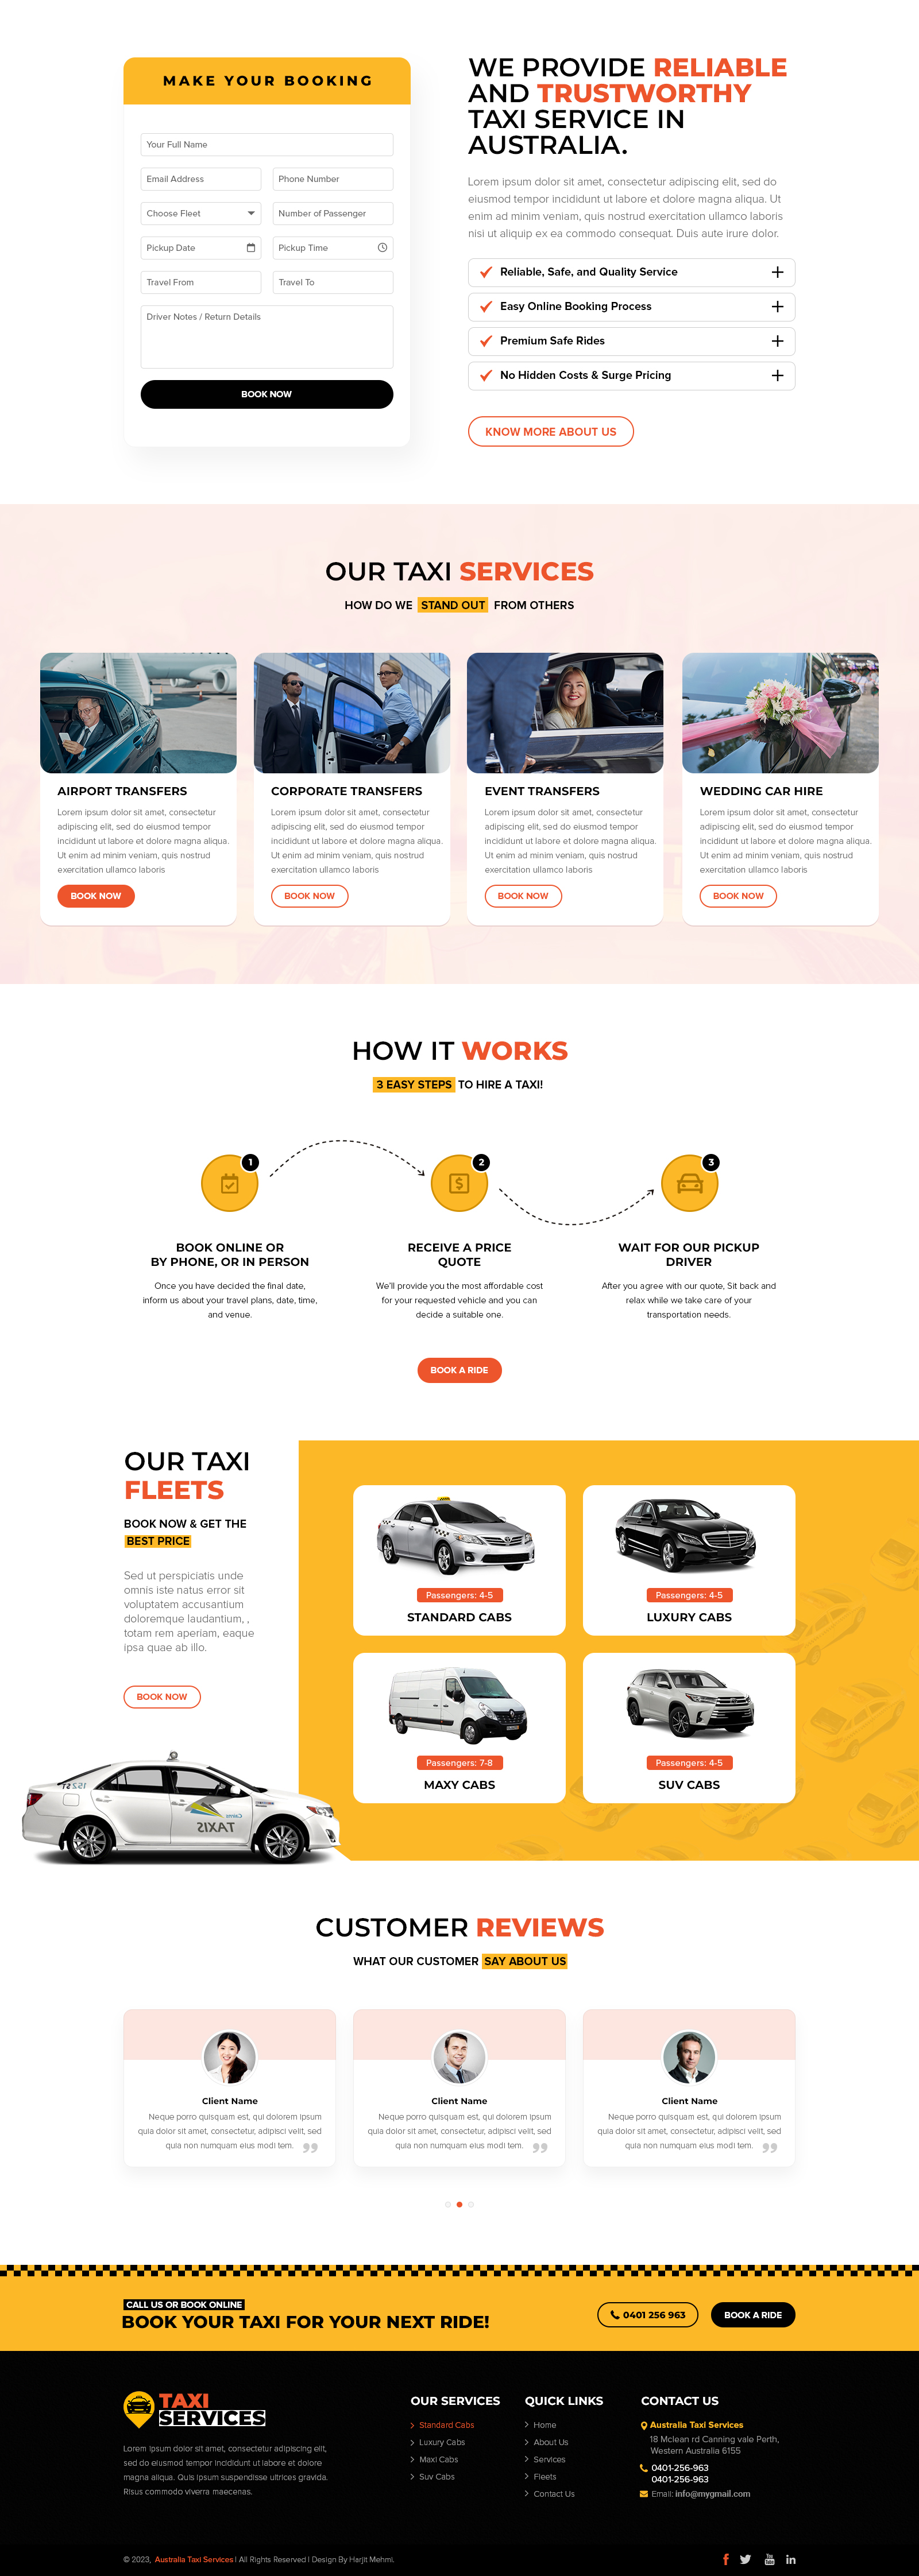 MAKE YOUR BOOKING
Your Full Name
Email Address
Phone Number
Choose Fleet
Number of Passenger
Pickup Date
Pickup Time
Travel From
Travel To
Driver Notes / Return Details
BOOK NOW
WE PROVIDE RELIABLE
AND TRUSTWORTHY
TAXI SERVICE IN
AUSTRALIA.
Lorem ipsum dolor sit amet, consectetur adipiscing elit, sed do
eiusmod tempor incididunt ut labore et dolore magna aliqua. Ut
enim ad minim veniam, quis nostrud exercitation ullamco laboris
nisi ut aliquip ex ea commodo consequat. Duis aute irure dolor.
Reliable, Safe, and Quality Service
Easy Online Booking Process
Premium Safe Rides
No Hidden Costs & Surge Pricing
KNOW MORE ABOUT US
OUR TAXI SERVICES
HOW DO WE STAND OUT FROM OTHERS
AIRPORT TRANSFERS
Lorem ipsum dolor sit amet, consectetur
adipiscing elit, sed do eiusmod tempor
incididunt ut labore et dolore magna aliqua.
Ut enim ad minim veniam, quis nostrud
exercitation ullamco laboris
BOOK NOW
CORPORATE TRANSFERS
Lorem ipsum dolor sit amet, consectetur
adipiscing elit, sed do eiusmod tempor
incididunt ut labore et dolore magna aliqua.
Ut enim ad minim veniam, quis nostrud
exercitation ullamco laboris
BOOK NOW
EVENT TRANSFERS
Lorem ipsum dolor sit amet, consectetur
adipiscing elit, sed do eiusmod tempor
incididunt ut labore et dolore magna aliqua.
Ut enim ad minim veniam, quis nostrud
exercitation ullamco laboris
BOOK NOW
WEDDING CAR HIRE
Lorem ipsum dolor sit amet, consectetur
adipiscing elit, sed do eiusmod tempor
incididunt ut labore et dolore magna aliqua.
Ut enim ad minim veniam, quis nostrud
exercitation ullamco laboris
BOOK NOW
HOW IT WORKS
3 EASY STEPS TO HIRE A TAXI!
1
2
3
BOOK ONLINE OR
BY PHONE, OR IN PERSON
Once you have decided the final date,
inform us about your travel plans, date, time,
and venue.
RECEIVE A PRICE
QUOTE
We'll provide you the most affordable cost
for your requested vehicle and you can
decide a suitable one.
WAIT FOR OUR PICKUP
DRIVER
After you agree with our quote, Sit back and
relax while we take care of your
transportation needs.
BOOK A RIDE
OUR TAXI
FLEETS
BOOK NOW & GET THE
BEST PRICE
Sed ut perspiciatis unde
omnis iste natus error sit
voluptatem accusantium
doloremque laudantium, ,
totam rem aperiam, eaque
ipsa quae ab illo.
BOOK NOW
TAXIS
Passengers: 4-5
STANDARD CABS
Passengers: 4-5
LUXURY CABS
Passengers: 7-8
MAXY CABS
Passengers: 4-5
SUV CABS
CUSTOMER REVIEWS
WHAT OUR CUSTOMER SAY ABOUT US
Client Name
Neque porro quisquam est, qui dolorem ipsum
quia dolor sit amet, consectetur, adipisci velit, sed
quia non numquam eius modi tem.
Client Name
Neque porro quisquam est, qui dolorem ipsum
quia dolor sit amet, consectetur, adipisci velit, sed
quia non numquam eius modi tem.
Client Name
Neque porro quisquam est, qui dolorem ipsum
quia dolor sit amet, consectetur, adipisci velit, sed
quia non numquam eius modi tem.
CALL US OR BOOK ONLINE
BOOK YOUR TAXI FOR YOUR NEXT RIDE!
0401 256 963
BOOK A RIDE
TAXI
SERVICES
Lorem ipsum dolor sit amet, consectetur adipiscing elit,
sed do eiusmod tempor incididunt ut labore et dolore
magna aliqua. Quis ipsum suspendisse ultrices gravida.
Risus commodo viverra maecenas.
OUR SERVICES
Standard Cabs
Luxury Cabs
Maxi Cabs
Suv Cabs
QUICK LINKS
Home
About Us
Services
Fleets
Contact Us
CONTACT US
Australia Taxi Services
18 Mclean rd Canning vale Perth,
Western Australia 6155
0401-256-963
0401-256-963
Email: info@mygmail.com
© 2023, Australia Taxi Services | All Rights Reserved | Design By Harjit Mehmi.